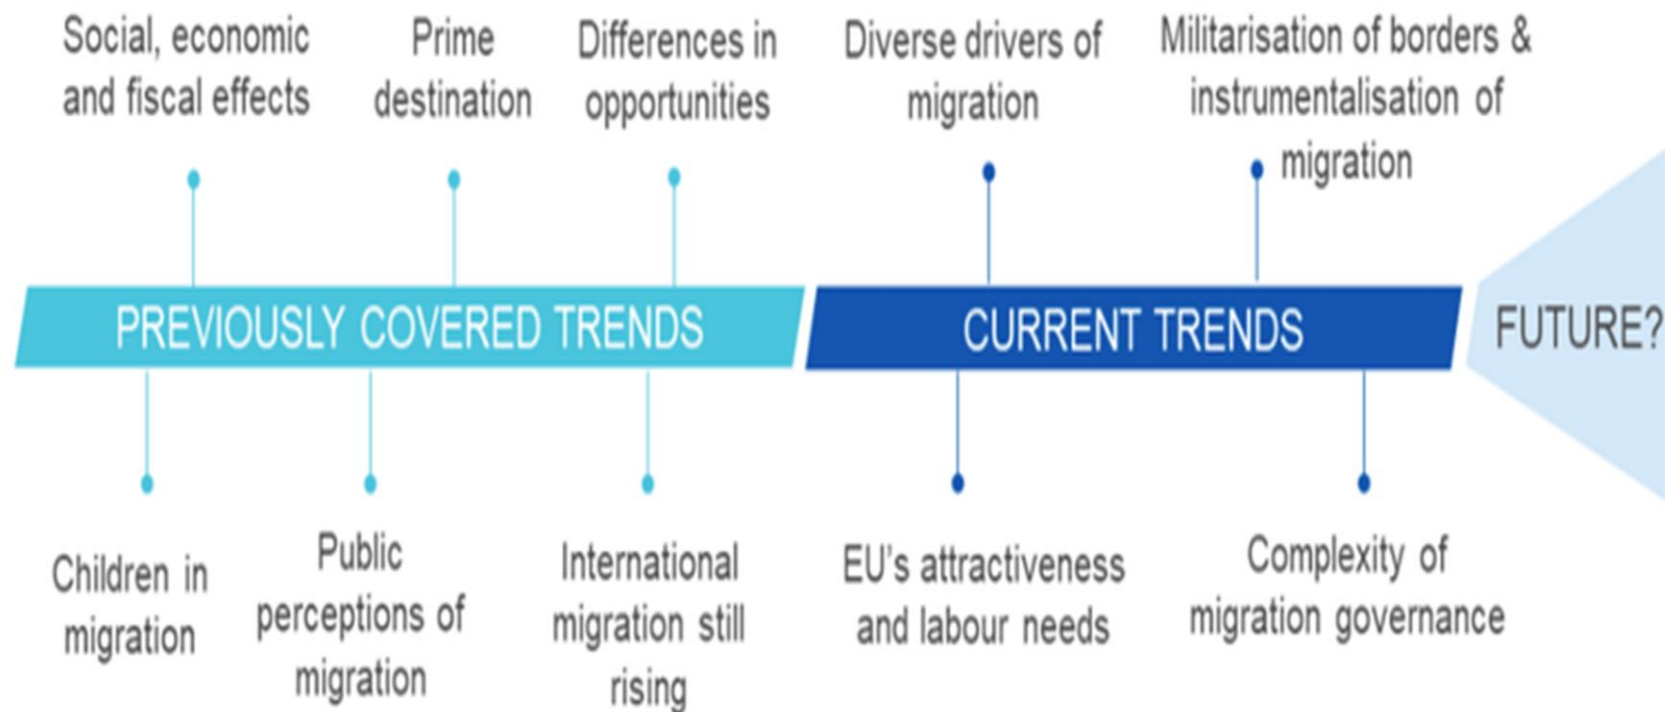 Social, economic
and fiscal effects
Prime
destination
Differences in
opportunities
Diverse drivers of
migration
Militarisation of borders &
instrumentalisation of
migration
PREVIOUSLY COVERED TRENDS
CURRENT TRENDS
FUTURE?
Children in
migration
Public
perceptions of
migration
International
migration still
rising
EU's attractiveness
and labour needs
Complexity of
migration governance